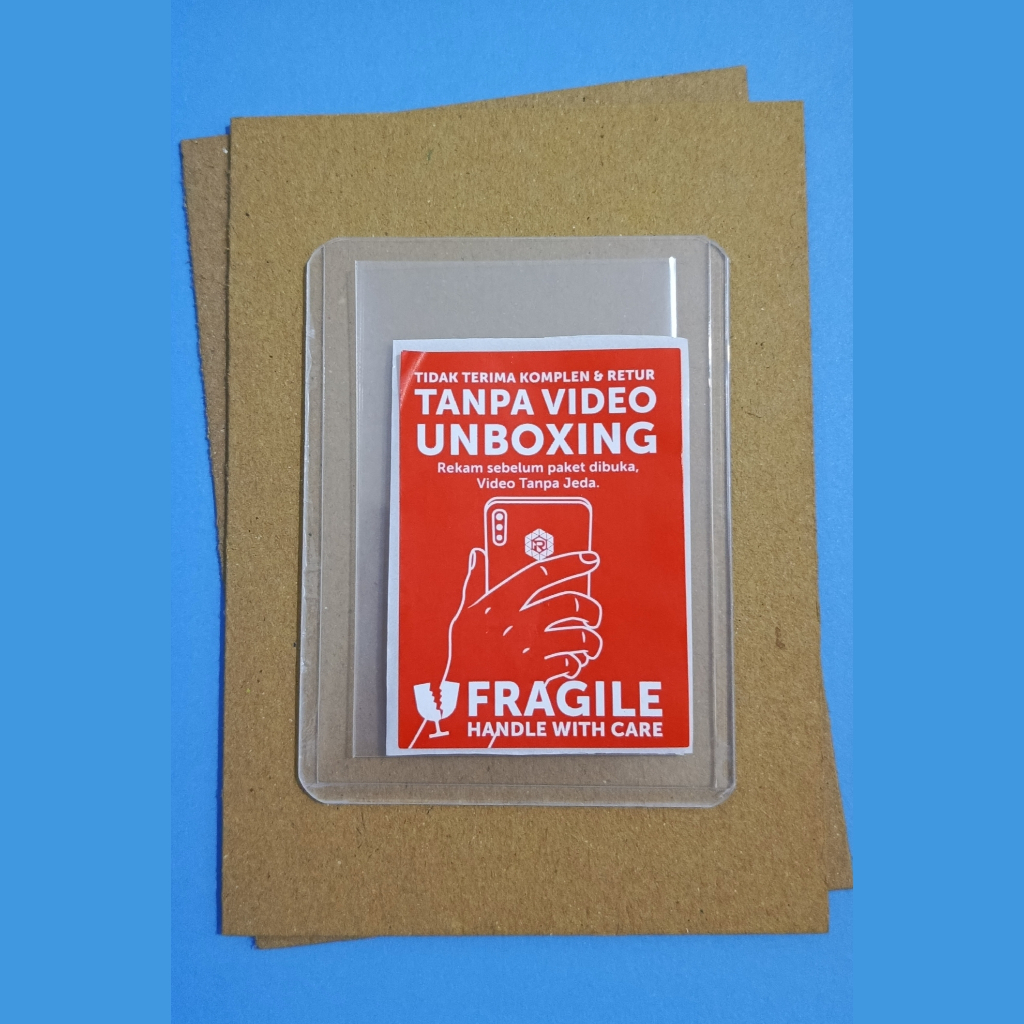 TIDAK TERIMA KOMPLEN & RETUR
TANPA VIDEO
UNBOXING
Rekam sebelum paket dibuka,
Video Tanpa Jeda.
R
FRAGILE
HANDLE WITH CARE